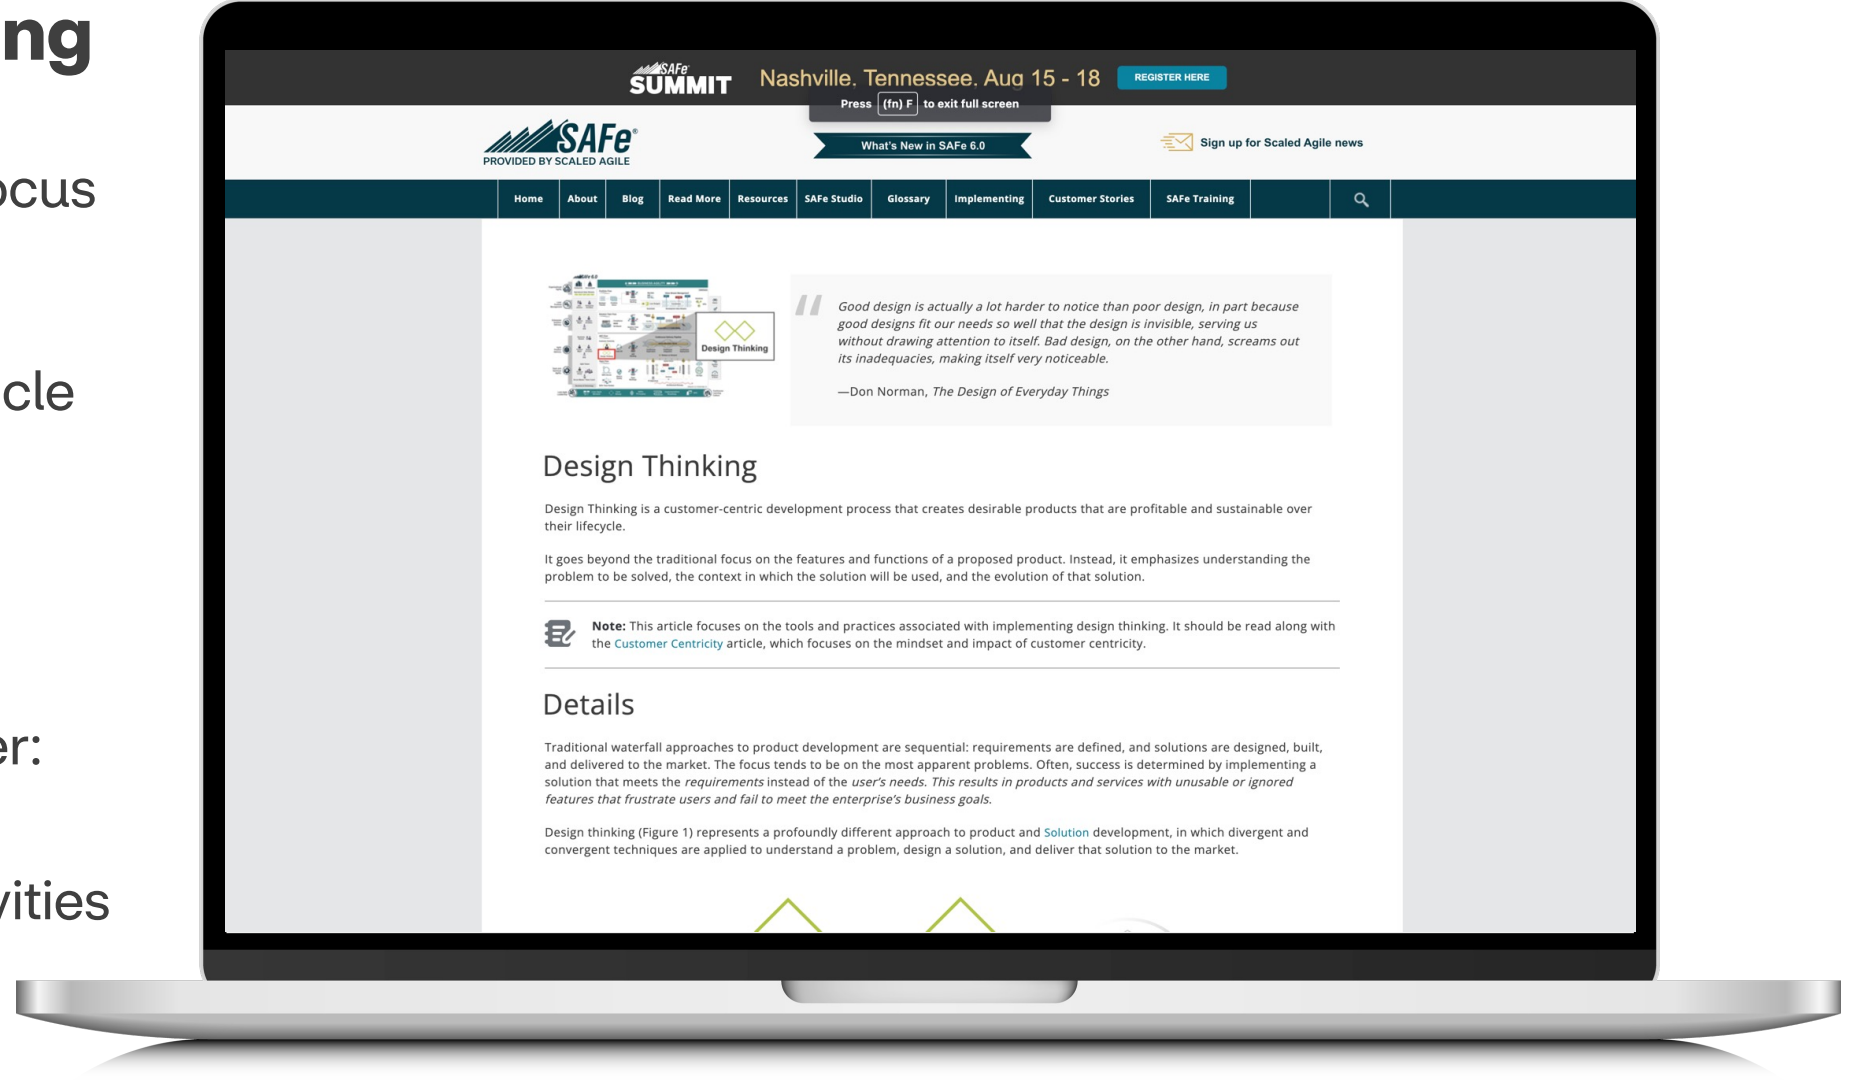 ng
ocus
cle
er:
vities
SAFe
SUMMIT
Nashville, Tennessee, Aug 15 - 18
REGISTER HERE
Press (fn) F to exit full screen
SAFe®
PROVIDED BY SCALED AGILE
What's New in SAFe 6.0
Sign up for Scaled Agile news
Home About Blog Read More Resources SAFe Studio Glossary Implementing Customer Stories SAFe Training
Design Thinking
Good design is actually a lot harder to notice than poor design, in part because
good designs fit our needs so well that the design is invisible, serving us
without drawing attention to itself. Bad design, on the other hand, screams out
its inadequacies, making itself very noticeable.
—Don Norman, The Design of Everyday Things
Design Thinking
Design Thinking is a customer-centric development process that creates desirable products that are profitable and sustainable over
their lifecycle.
It goes beyond the traditional focus on the features and functions of a proposed product. Instead, it emphasizes understanding the
problem to be solved, the context in which the solution will be used, and the evolution of that solution.
Note: This article focuses on the tools and practices associated with implementing design thinking. It should be read along with
the Customer Centricity article, which focuses on the mindset and impact of customer centricity.
Details
Traditional waterfall approaches to product development are sequential: requirements are defined, and solutions are designed, built,
and delivered to the market. The focus tends to be on the most apparent problems. Often, success is determined by implementing a
solution that meets the requirements instead of the user's needs. This results in products and services with unusable or ignored
features that frustrate users and fail to meet the enterprise's business goals.
Design thinking (Figure 1) represents a profoundly different approach to product and Solution development, in which divergent and
convergent techniques are applied to understand a problem, design a solution, and deliver that solution to the market.